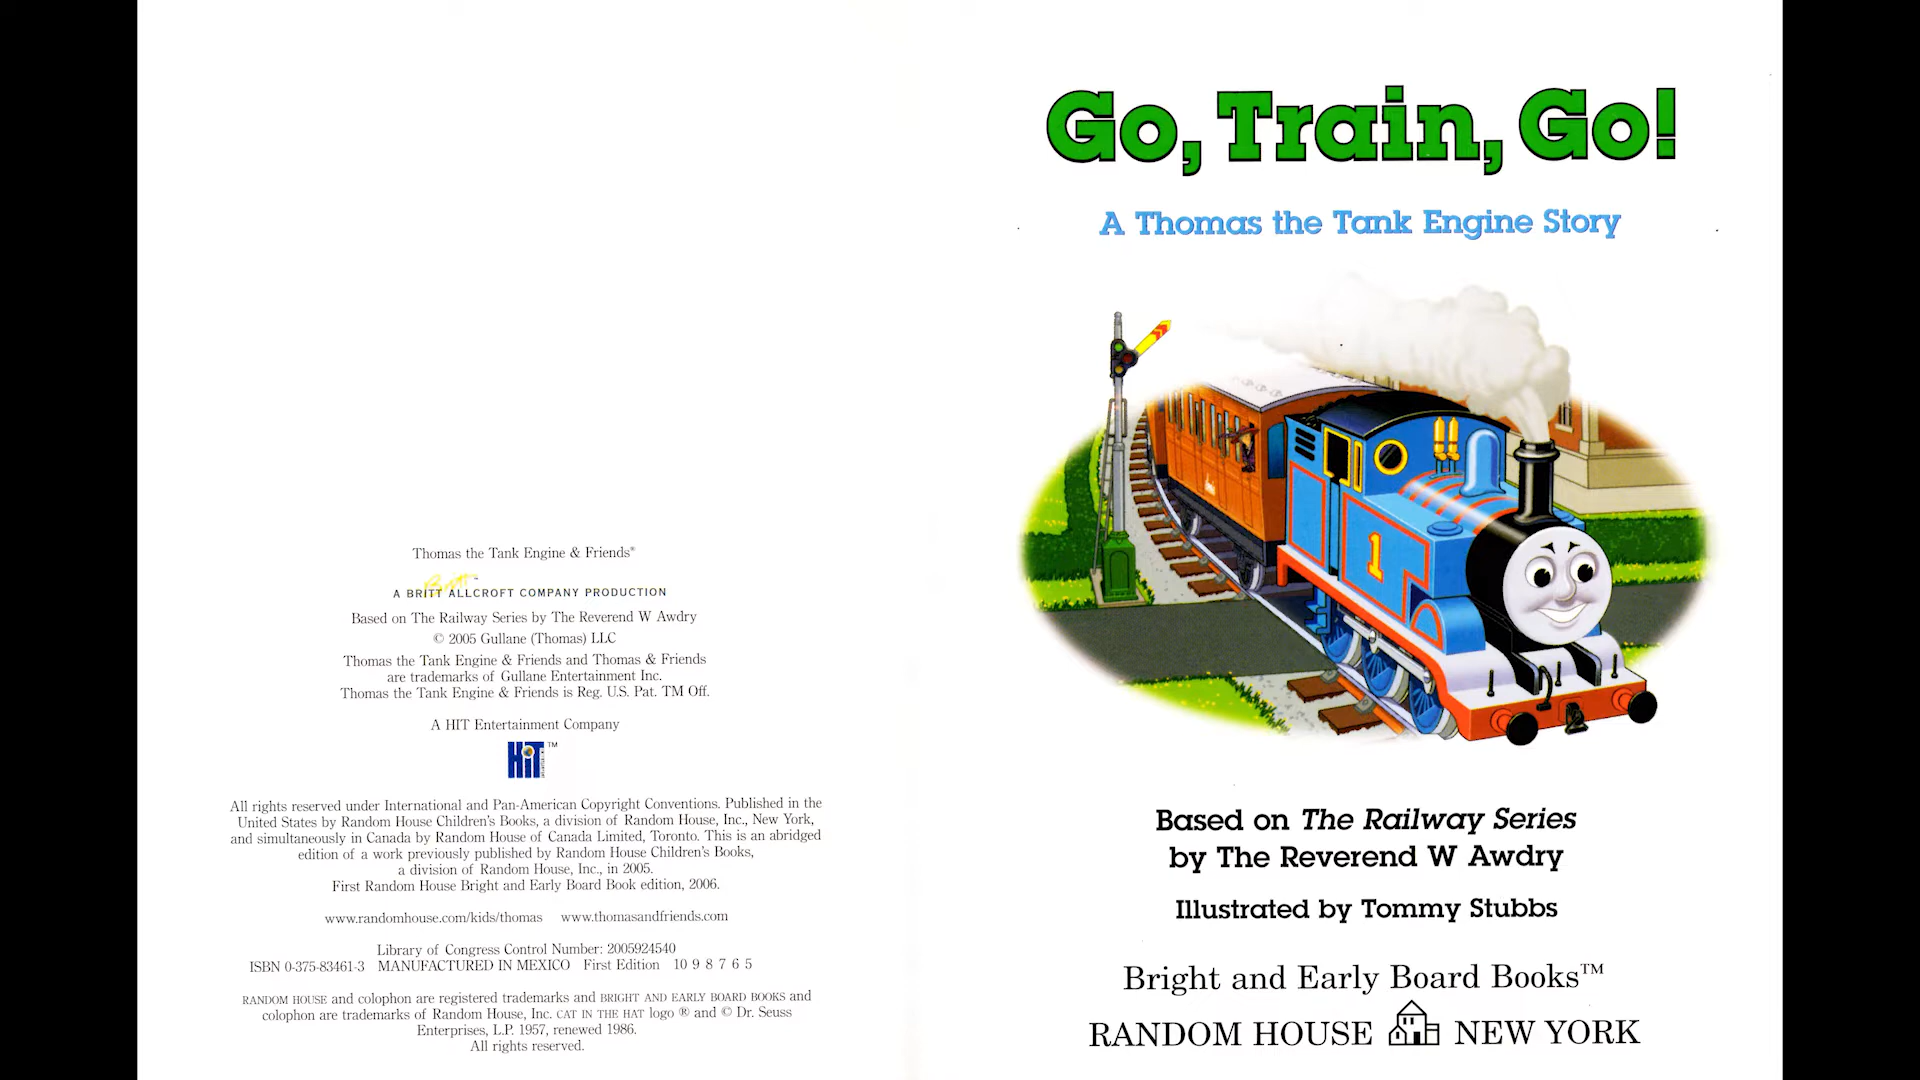 Thomas the Tank Engine & Friends®
Britt
A BRITT ALLCROFT COMPANY PRODUCTION
Based on The Railway Series by The Reverend W Awdry
© 2005 Gullane (Thomas) LLC
Thomas the Tank Engine & Friends and Thomas & Friends
are trademarks of Gullane Entertainment Inc.
Thomas the Tank Engine & Friends is Reg. U.S. Pat. TM Off.
A HIT Entertainment Company
HiT™
All rights reserved under International and Pan-American Copyright Conventions. Published in the
United States by Random House Children's Books, a division of Random House, Inc., New York,
and simultaneously in Canada by Random House of Canada Limited, Toronto. This is an abridged
edition of a work previously published by Random House Children's Books,
a division of Random House, Inc., in 2005.
First Random House Bright and Early Board Book edition, 2006.
www.randomhouse.com/kids/thomas www.thomasandfriends.com
Library of Congress Control Number: 2005924540
ISBN 0-375-83461-3 MANUFACTURED IN MEXICO First Edition 10 9 8 7 6 5
RANDOM HOUSE and colophon are registered trademarks and BRIGHT AND EARLY BOARD BOOKS and
colophon are trademarks of Random House, Inc. CAT IN THE HAT logo ® and © Dr. Seuss
Enterprises, L.P. 1957, renewed 1986.
All rights reserved.
Go, Train, Go!
A Thomas the Tank Engine Story
1
Based on The Railway Series
by The Reverend W Awdry
Illustrated by Tommy Stubbs
Bright and Early Board Books™
RANDOM HOUSE NEW YORK